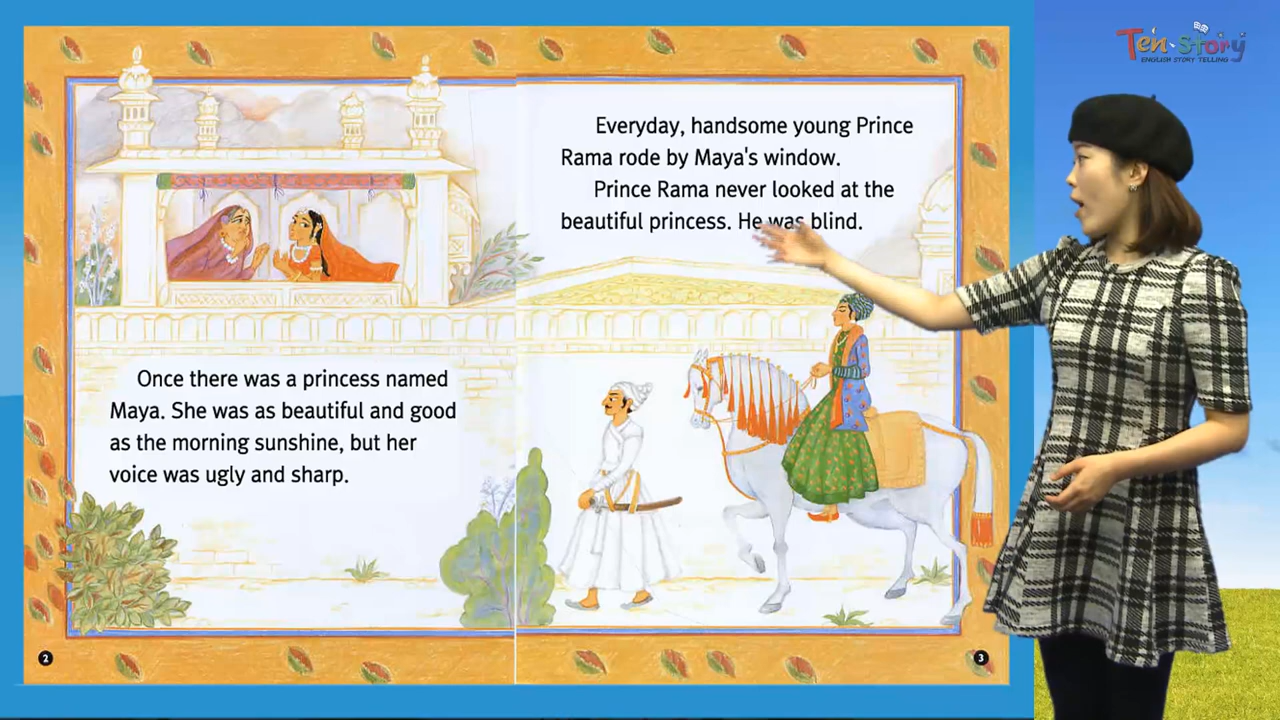 Ten Story
ENGLISH STORY TELLING
Once there was a princess named
Maya. She was as beautiful and good
as the morning sunshine, but her
voice was ugly and sharp.
2
Everyday, handsome young Prince
Rama rode by Maya's window.
Prince Rama never looked at the
beautiful princess. He was blind.
3